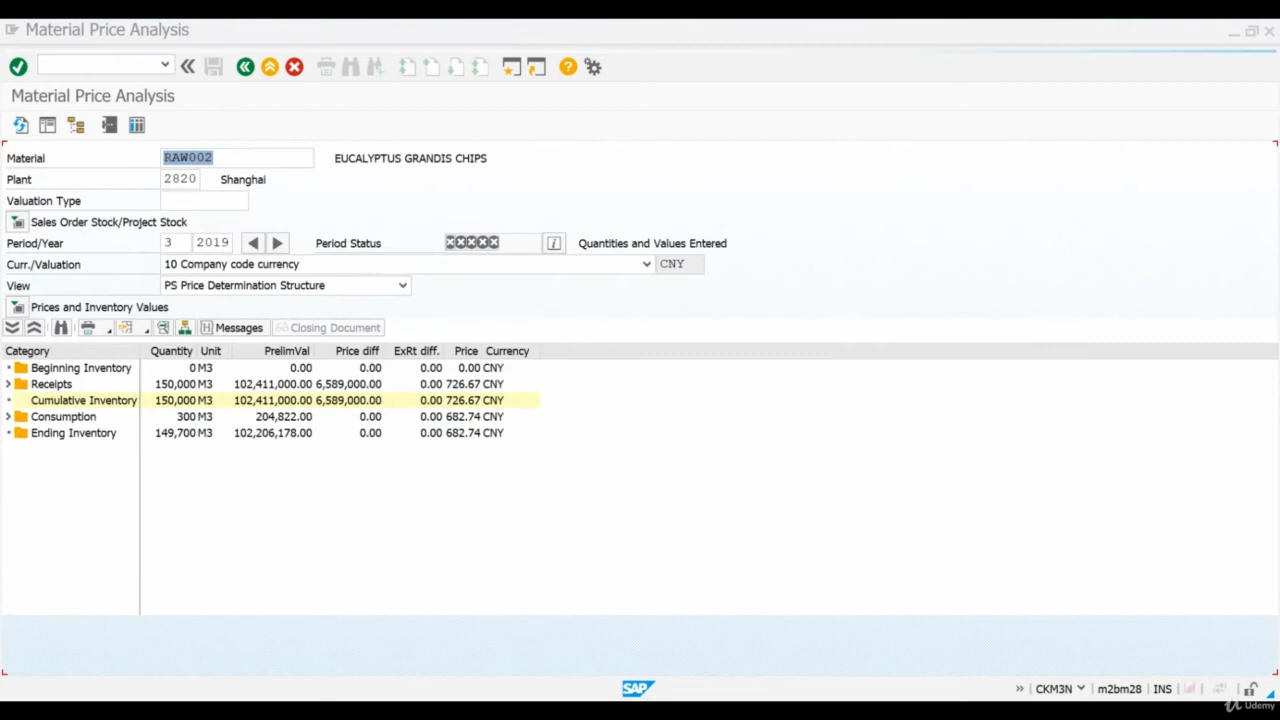 Material Price Analysis
Material Price Analysis
Material RAW002 EUCALYPTUS GRANDIS CHIPS
Plant 2820 Shanghai
Valuation Type
Sales Order Stock/Project Stock
Period/Year 3 2019 Period Status Quantities and Values Entered
Curr./Valuation 10 Company code currency CNY
View PS Price Determination Structure
Prices and Inventory Values
Messages Closing Document
Category Quantity Unit PrelimVal Price diff ExRt diff. Price Currency
Beginning Inventory 0 M3 0.00 0.00 0.00 0.00 CNY
Receipts 150,000 M3 102,411,000.00 6,589,000.00 0.00 726.67 CNY
Cumulative Inventory 150,000 M3 102,411,000.00 6,589,000.00 0.00 726.67 CNY
Consumption 300 M3 204,822.00 0.00 0.00 682.74 CNY
Ending Inventory 149,700 M3 102,206,178.00 0.00 0.00 682.74 CNY
SAP » CKM3N m2bm28 INS
Udemy